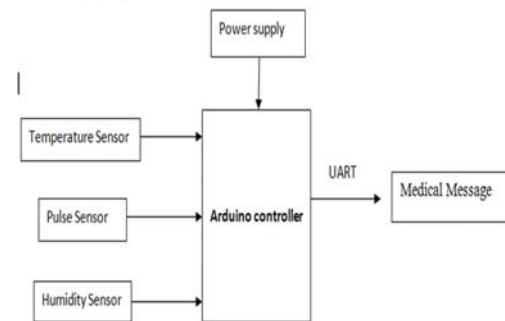 Power supply
Temperature Sensor
UART
Medical Message
Pulse Sensor
Arduino controller
Humidity Sensor